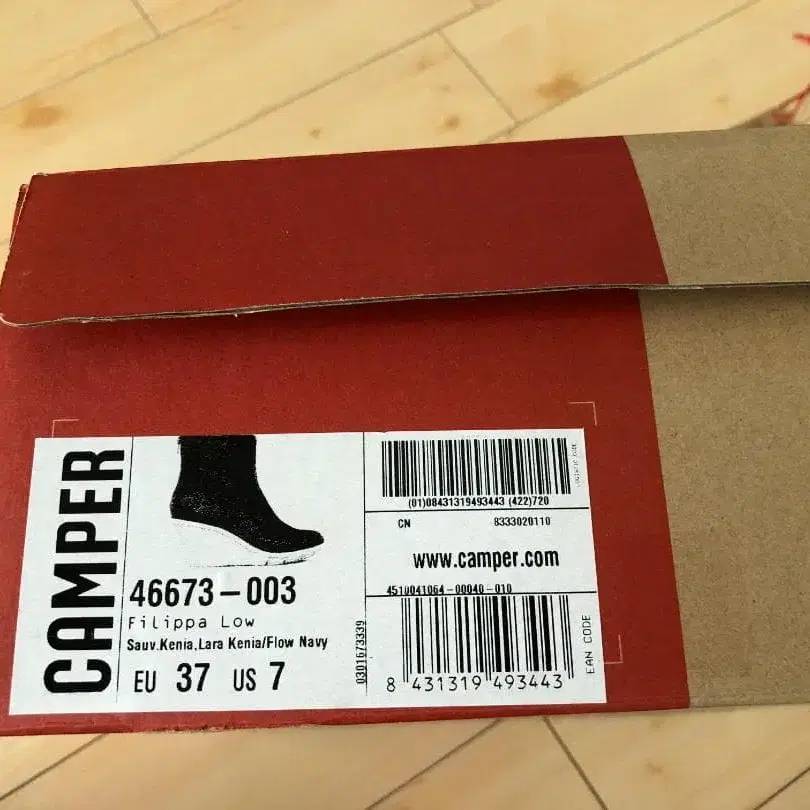 CAMPER
46673-003
Filippa Low
Sauv.Kenia,Lara Kenia/Flow Navy
EU 37 US 7
0301673339
(01)08431319493443 (422)720
CN 8333020110
www.camper.com
4510041064-00040-010
8 431319 493443
EAN CODE